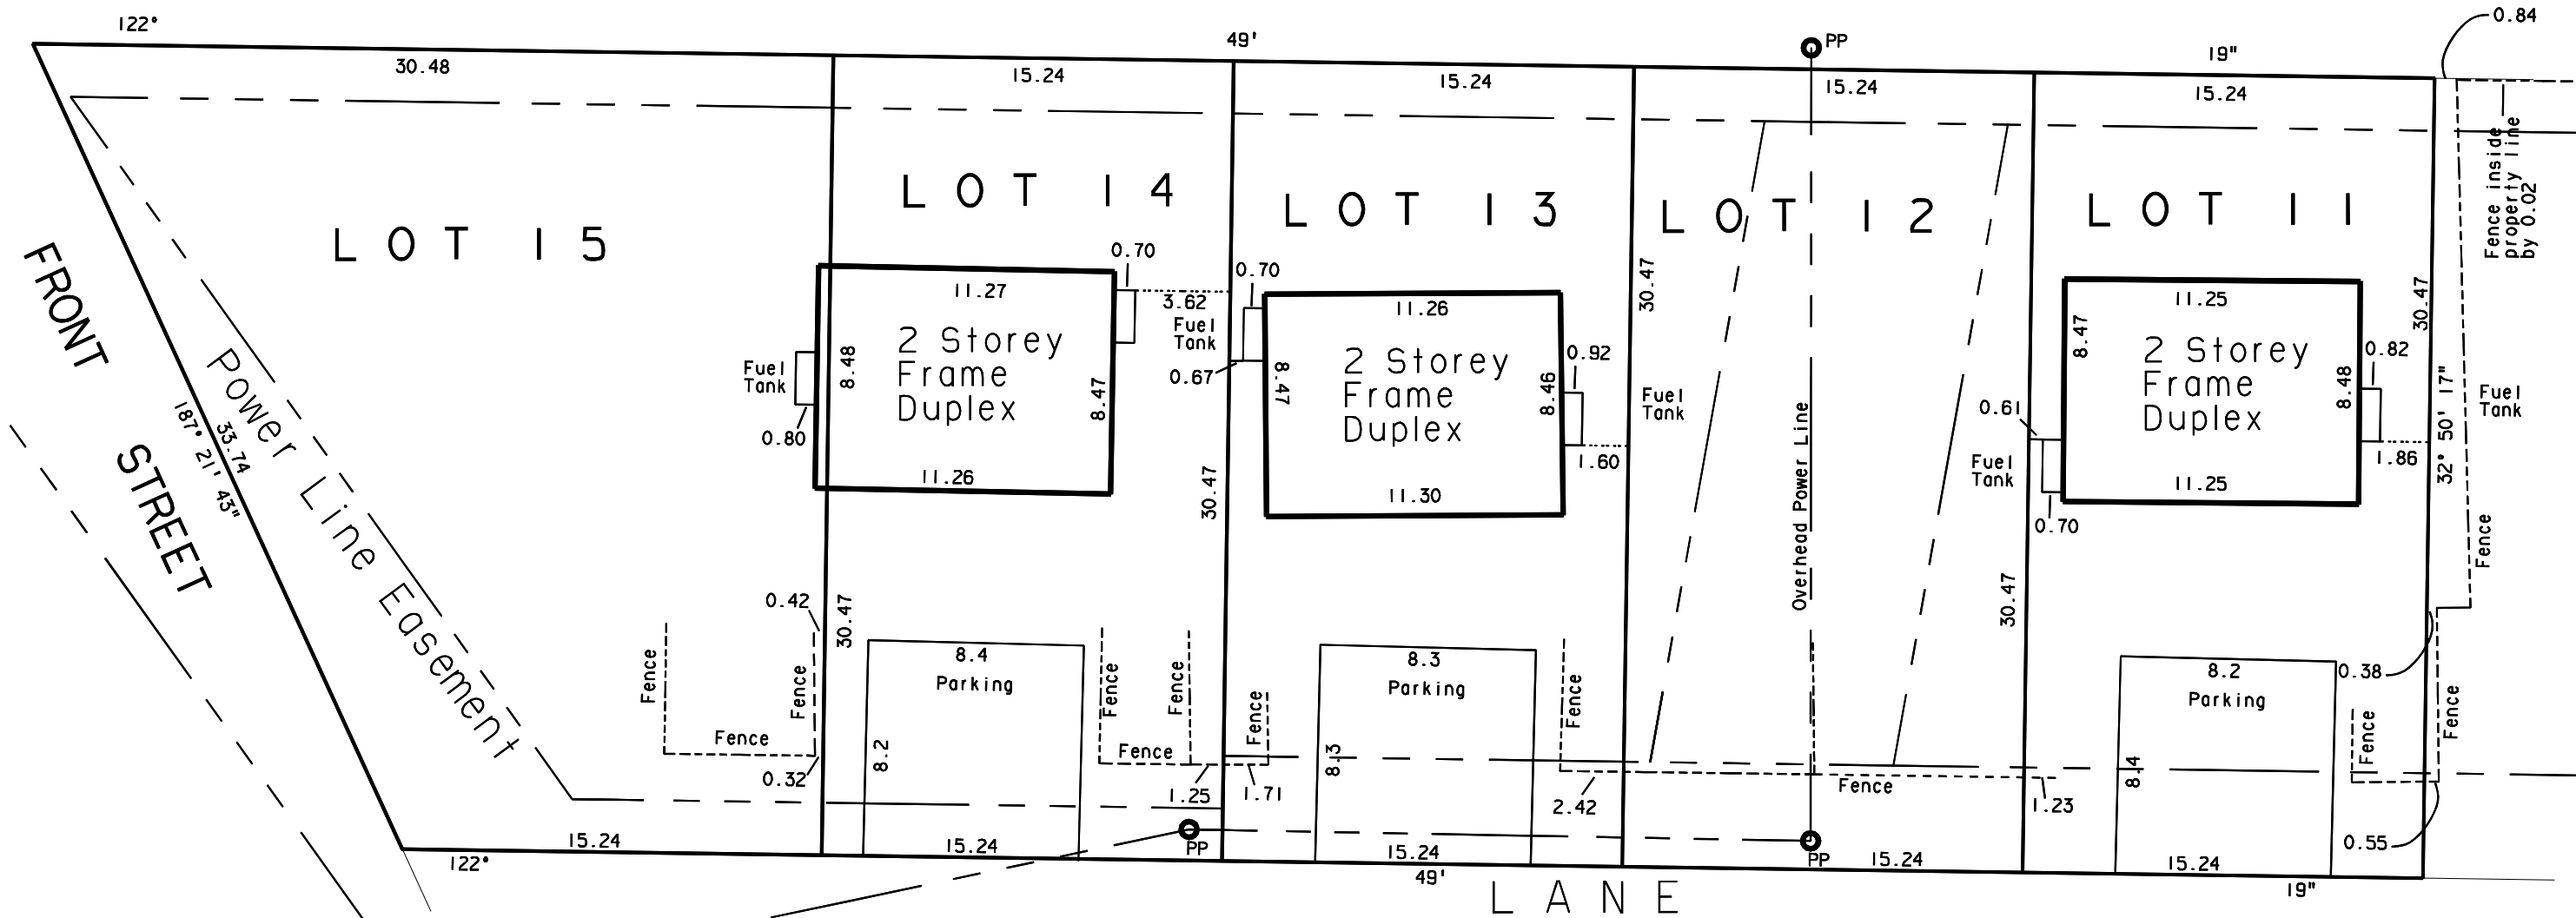 122°
49'
19"
0.84
PP
30.48
15.24
15.24
15.24
15.24
LOT 15
LOT 14
LOT 13
LOT 12
LOT 11
Fence inside
property line
by 0.02
FRONT
STREET
187° 21' 43"
33.74
Power Line Easement
0.70
3.62
11.27
2 Storey
Frame
Duplex
8.48
8.47
11.26
Fuel
Tank
0.80
0.70
Fuel
Tank
0.67
11.26
2 Storey
Frame
Duplex
8.47
8.46
11.30
0.92
1.60
30.47
Fuel
Tank
30.47
Overhead Power Line
0.61
Fuel
Tank
0.70
11.25
2 Storey
Frame
Duplex
8.47
8.48
11.25
0.82
1.86
30.47
32° 50' 17"
Fuel
Tank
Fence
0.42
30.47
Fence
Fence
Fence
0.32
8.4
Parking
8.2
Fence
Fence
Fence
Fence
1.25
1.71
8.3
Parking
8.3
Fence
2.42
Fence
1.23
30.47
8.2
Parking
8.4
0.38
Fence
Fence
0.55
15.24
15.24
PP
15.24
PP
15.24
15.24
122°
49'
19"
LANE